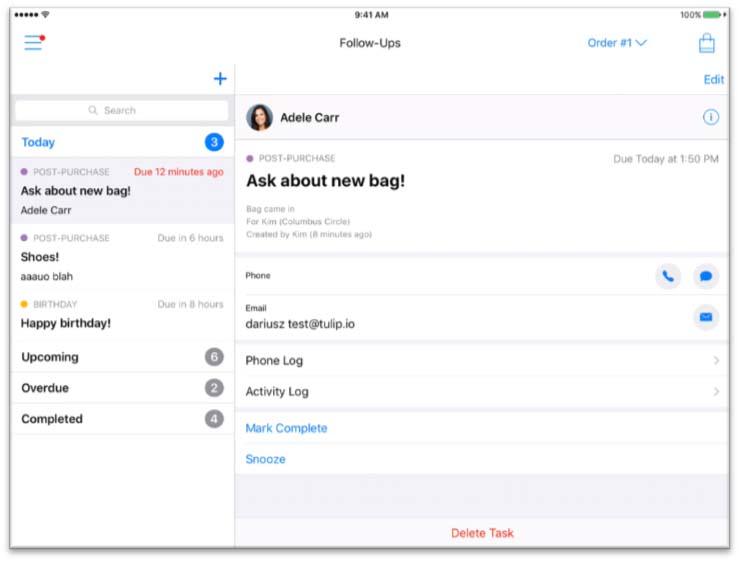 9:41 AM
100%
Follow-Ups
Order #1
Edit
Search
Today
3
POST-PURCHASE
Due 12 minutes ago
Ask about new bag!
Adele Carr
POST-PURCHASE
Due in 6 hours
Shoes!
aaauo blah
BIRTHDAY
Due in 8 hours
Happy birthday!
Upcoming
6
Overdue
2
Completed
4
Adele Carr
POST-PURCHASE
Due Today at 1:50 PM
Ask about new bag!
Bag came in
For Kim (Columbus Circle)
Created by Kim (8 minutes ago)
Phone
Email
dariusz test@tulip.io
Phone Log
Activity Log
Mark Complete
Snooze
Delete Task